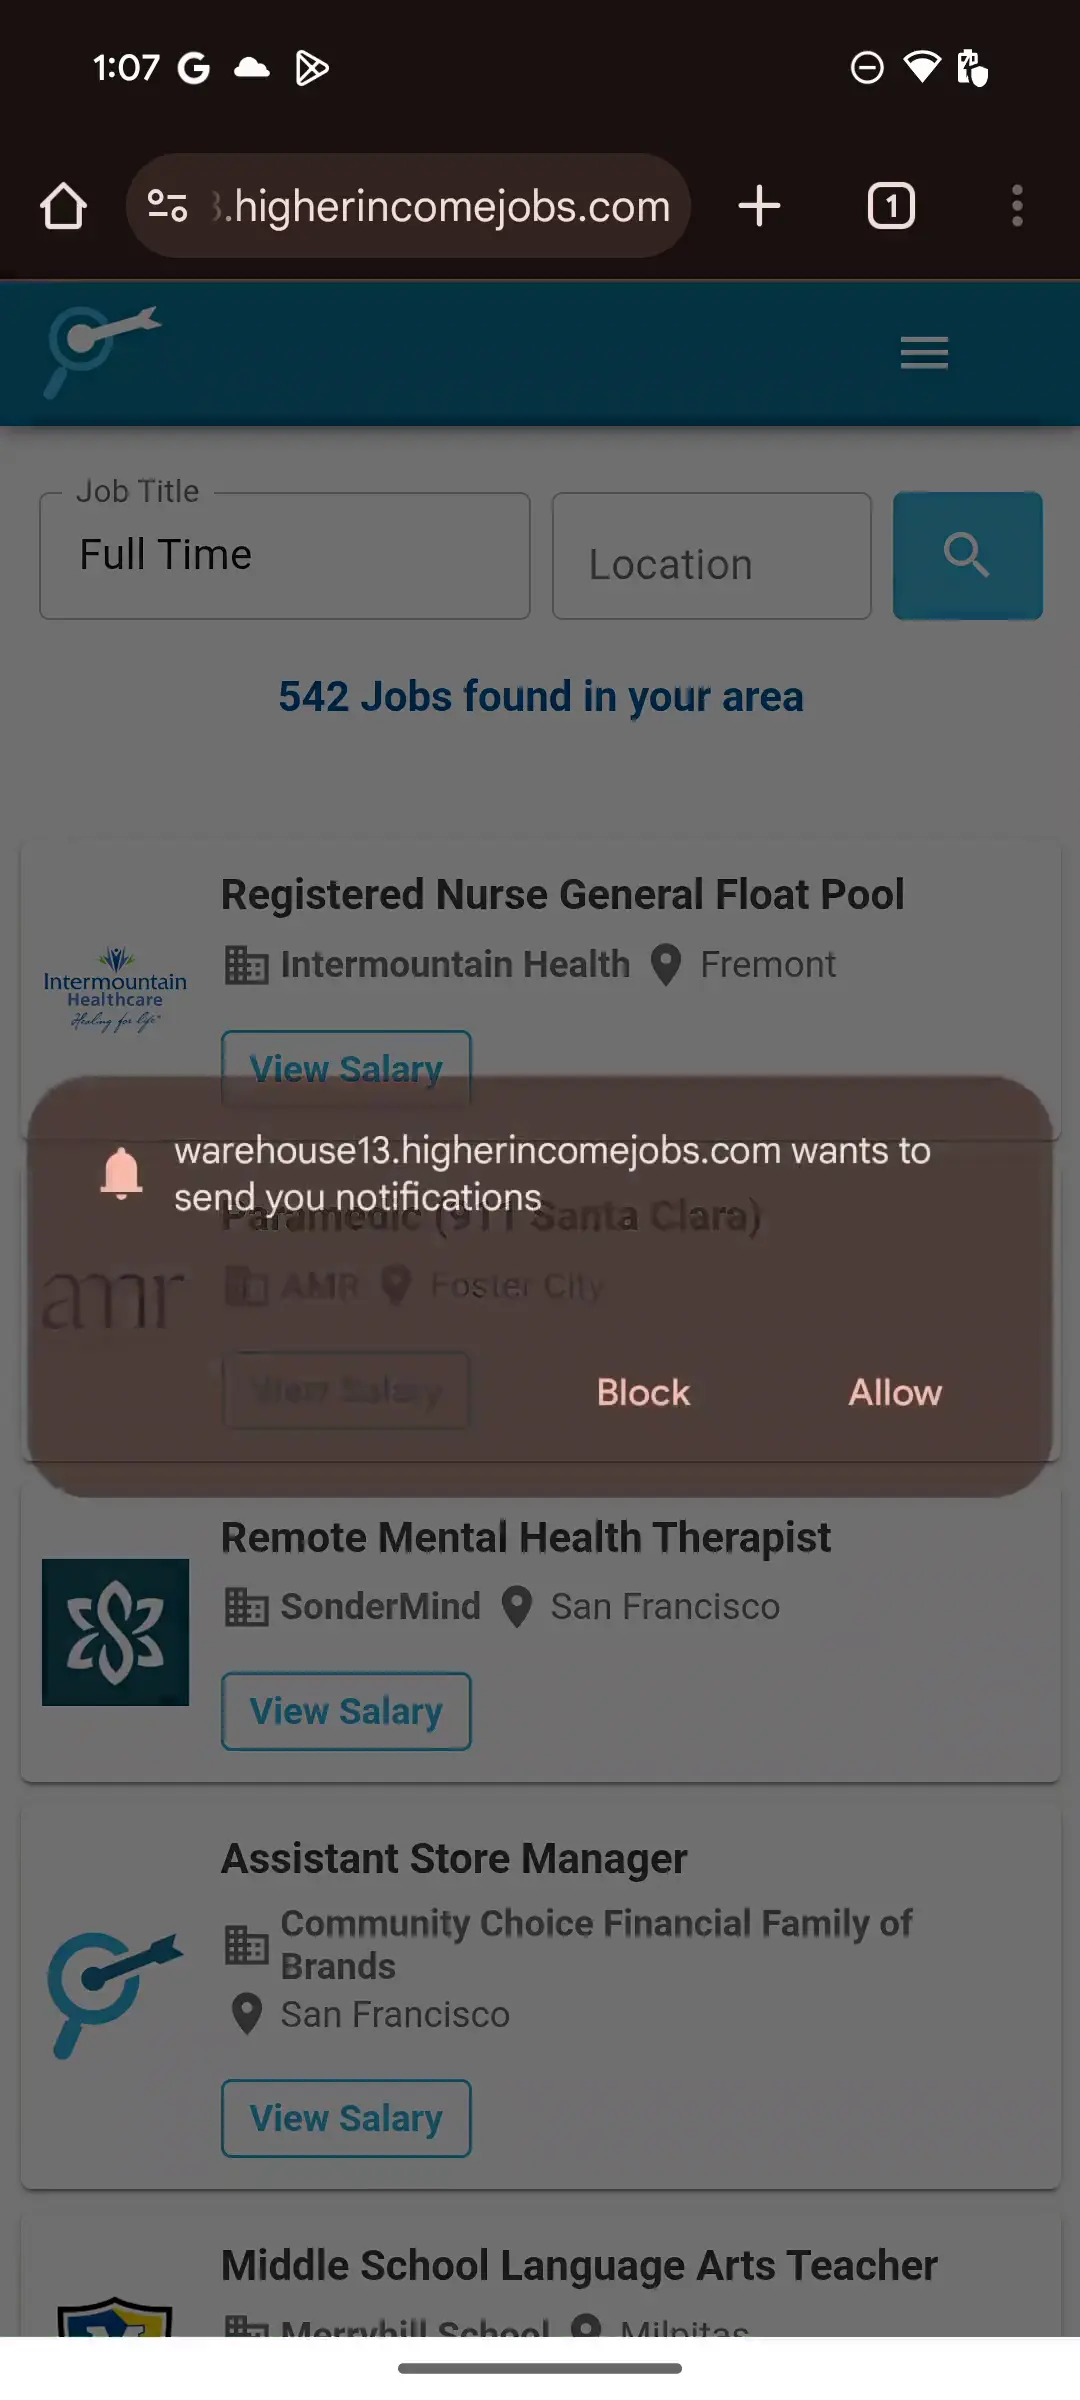 1:07
.higherincomejobs.com
1
Job Title
Full Time
Location
542 Jobs found in your area
Registered Nurse General Float Pool
Intermountain Health Fremont
Intermountain
Healthcare
Healing for life
View Salary
warehouse13.higherincomejobs.com wants to
send you notifications
Paramedic (911 Santa Clara)
amr
AMR Foster City
View Salary
Block Allow
Remote Mental Health Therapist
SonderMind San Francisco
View Salary
Assistant Store Manager
Community Choice Financial Family of
Brands
San Francisco
View Salary
Middle School Language Arts Teacher
Merryhill School Milpitas